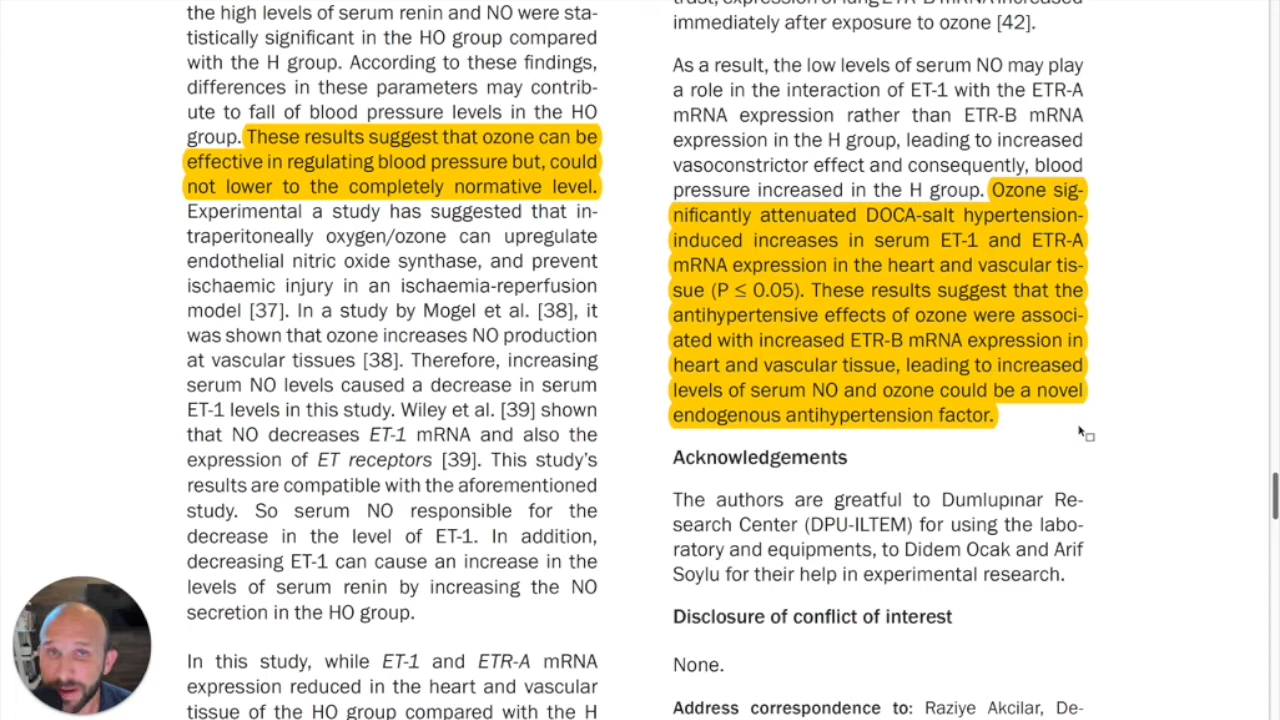 the high levels of serum renin and NO were sta-
tistically significant in the HO group compared
with the H group. According to these findings,
differences in these parameters may contrib-
ute to fall of blood pressure levels in the HO
group. These results suggest that ozone can be
effective in regulating blood pressure but, could
not lower to the completely normative level.
Experimental a study has suggested that in-
traperitoneally oxygen/ozone can upregulate
endothelial nitric oxide synthase, and prevent
ischaemic injury in an ischaemia-reperfusion
model [37]. In a study by Mogel et al. [38], it
was shown that ozone increases NO production
at vascular tissues [38]. Therefore, increasing
serum NO levels caused a decrease in serum
ET-1 levels in this study. Wiley et al. [39] shown
that NO decreases ET-1 mRNA and also the
expression of ET receptors [39]. This study's
results are compatible with the aforementioned
study. So serum NO responsible for the
decrease in the level of ET-1. In addition,
decreasing ET-1 can cause an increase in the
levels of serum renin by increasing the NO
secretion in the HO group.
In this study, while ET-1 and ETR-A mRNA
expression reduced in the heart and vascular
tissue of the HO group compared with the H
immediately after exposure to ozone [42].
As a result, the low levels of serum NO may play
a role in the interaction of ET-1 with the ETR-A
mRNA expression rather than ETR-B mRNA
expression in the H group, leading to increased
vasoconstrictor effect and consequently, blood
pressure increased in the H group. Ozone sig-
nificantly attenuated DOCA-salt hypertension-
induced increases in serum ET-1 and ETR-A
mRNA expression in the heart and vascular tis-
sue (P ≤ 0.05). These results suggest that the
antihypertensive effects of ozone were associ-
ated with increased ETR-B mRNA expression in
heart and vascular tissue, leading to increased
levels of serum NO and ozone could be a novel
endogenous antihypertension factor.
Acknowledgements
The authors are greatful to Dumlupınar Re-
search Center (DPU-ILTEM) for using the labo-
ratory and equipments, to Didem Ocak and Arif
Soylu for their help in experimental research.
Disclosure of conflict of interest
None.
Address correspondence to: Raziye Akcilar, De-